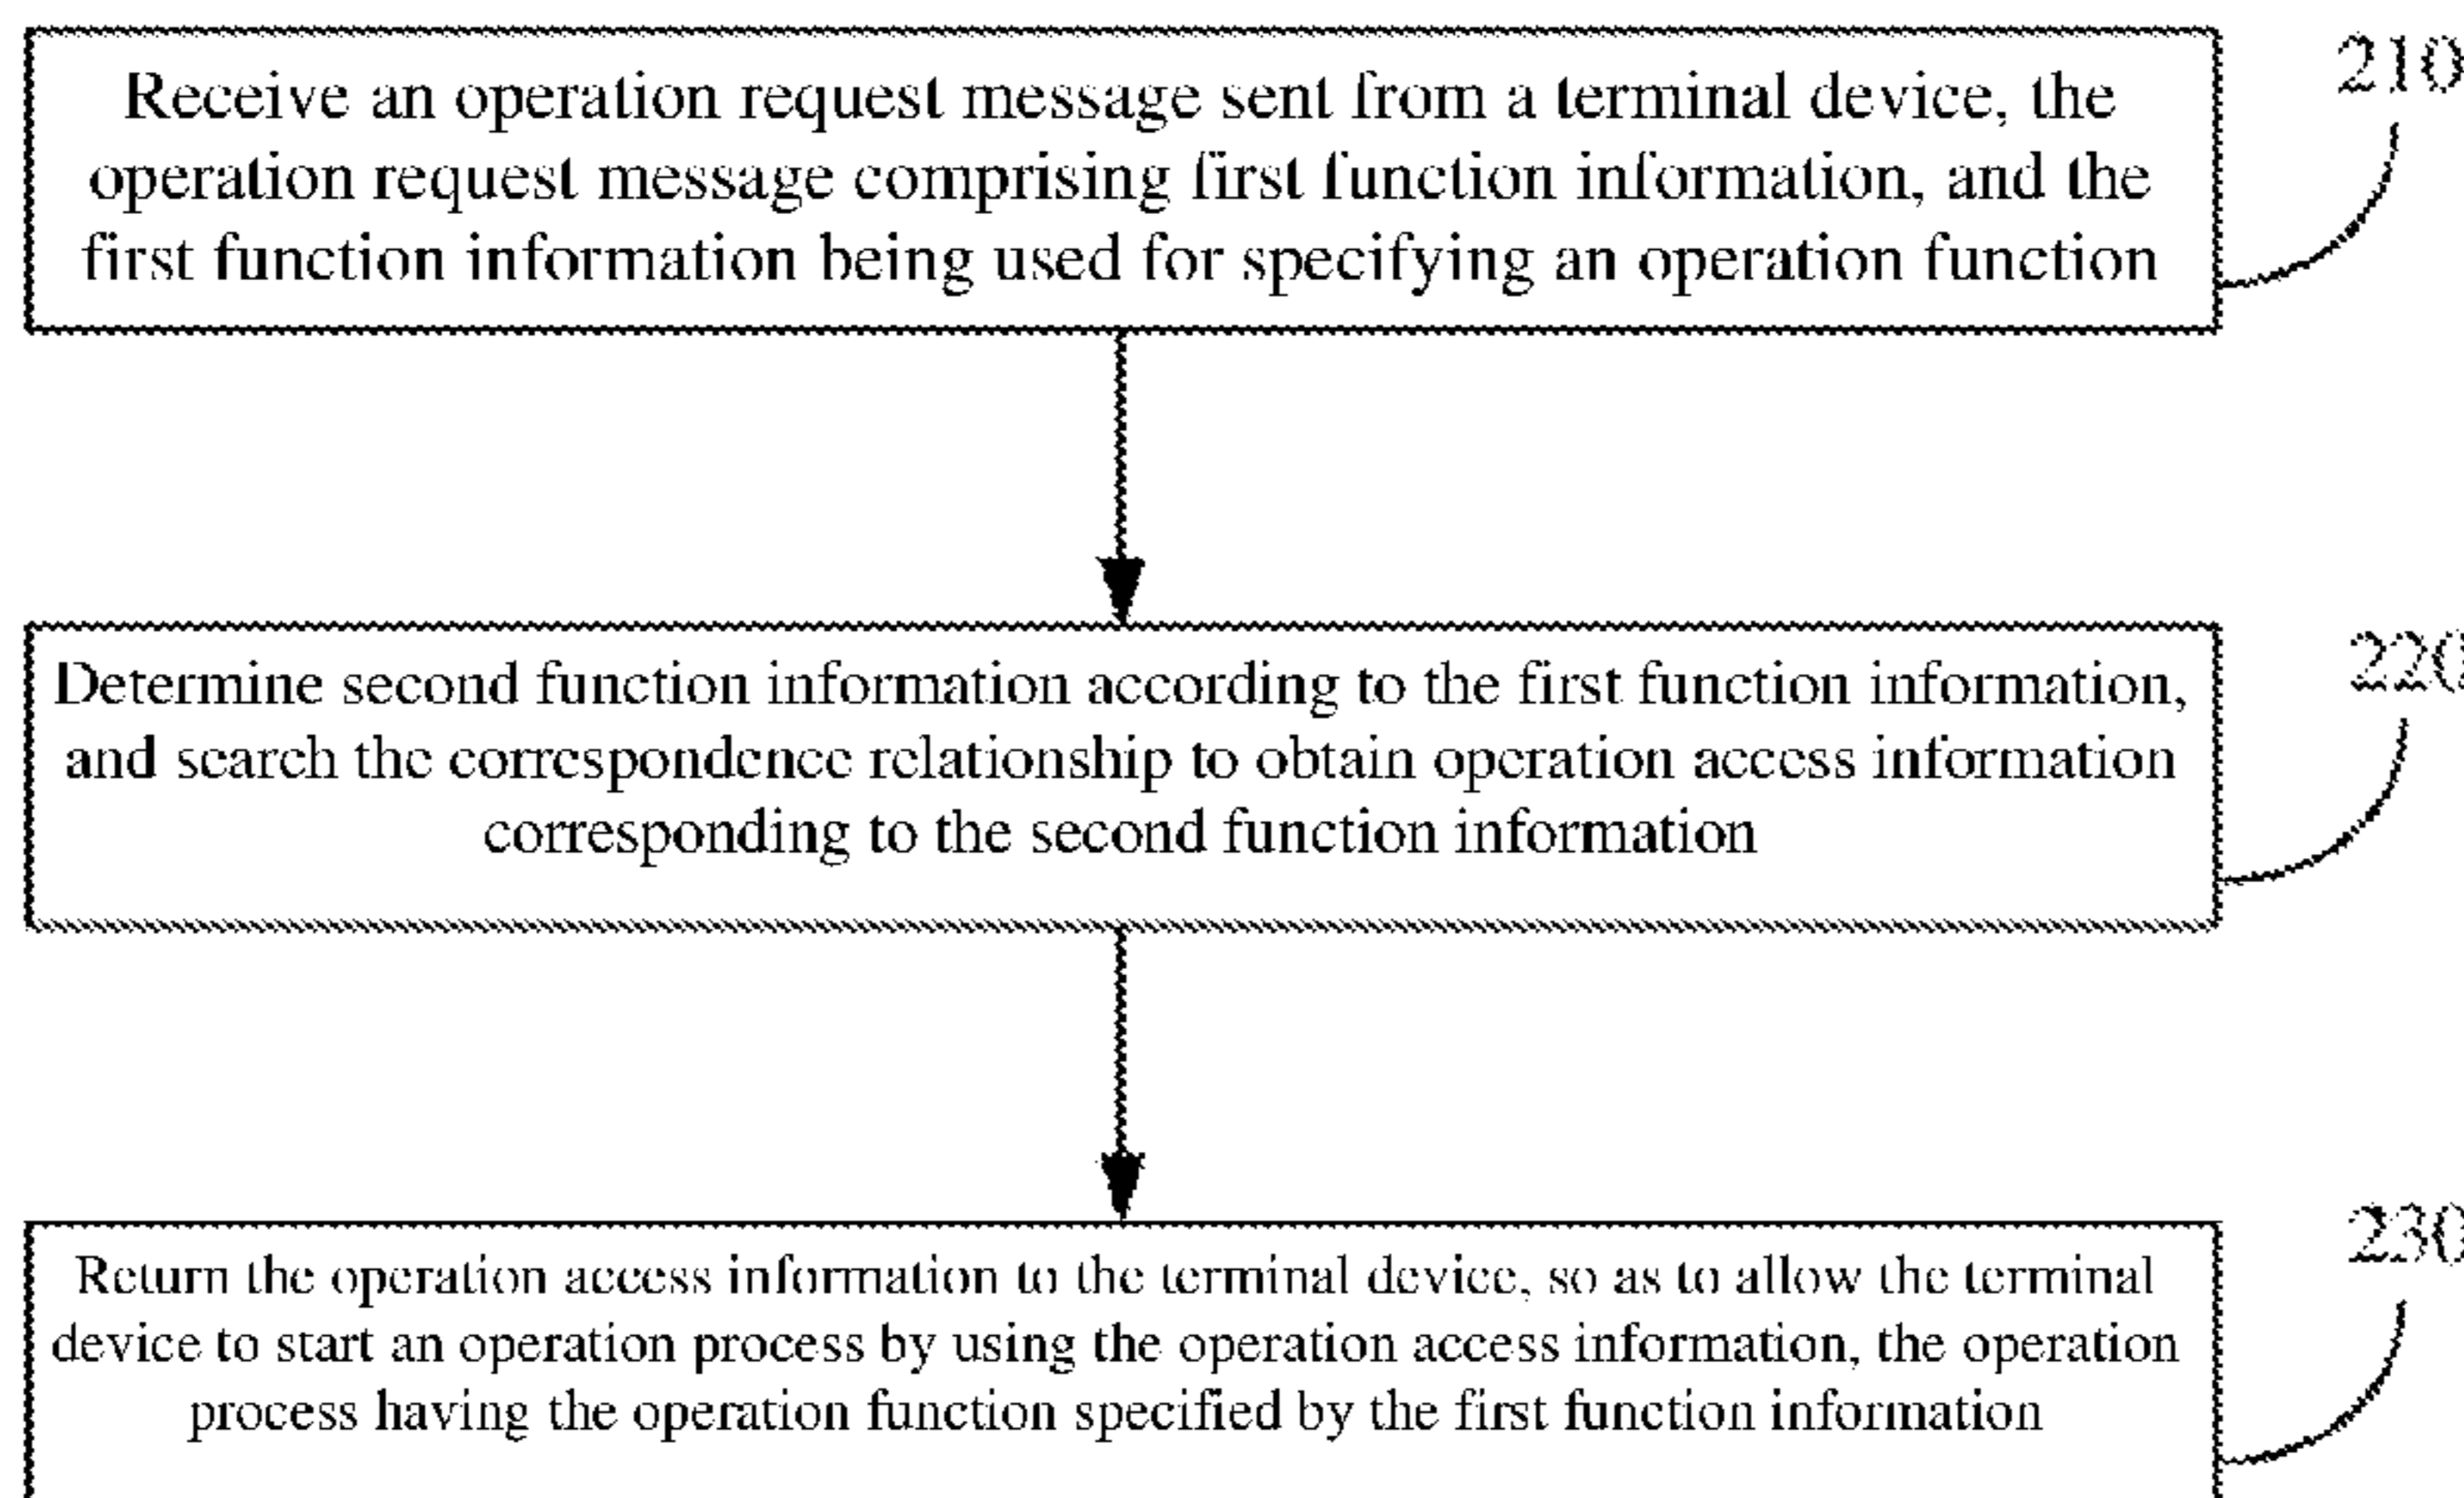 Receive an operation request message sent from a terminal device, the
operation request message comprising first function information, and the
first function information being used for specifying an operation function
210
Determine second function information according to the first function information,
and search the correspondence relationship to obtain operation access information
corresponding to the second function information
220
Return the operation access information to the terminal device, so as to allow the terminal
device to start an operation process by using the operation access information, the operation
process having the operation function specified by the first function information
230